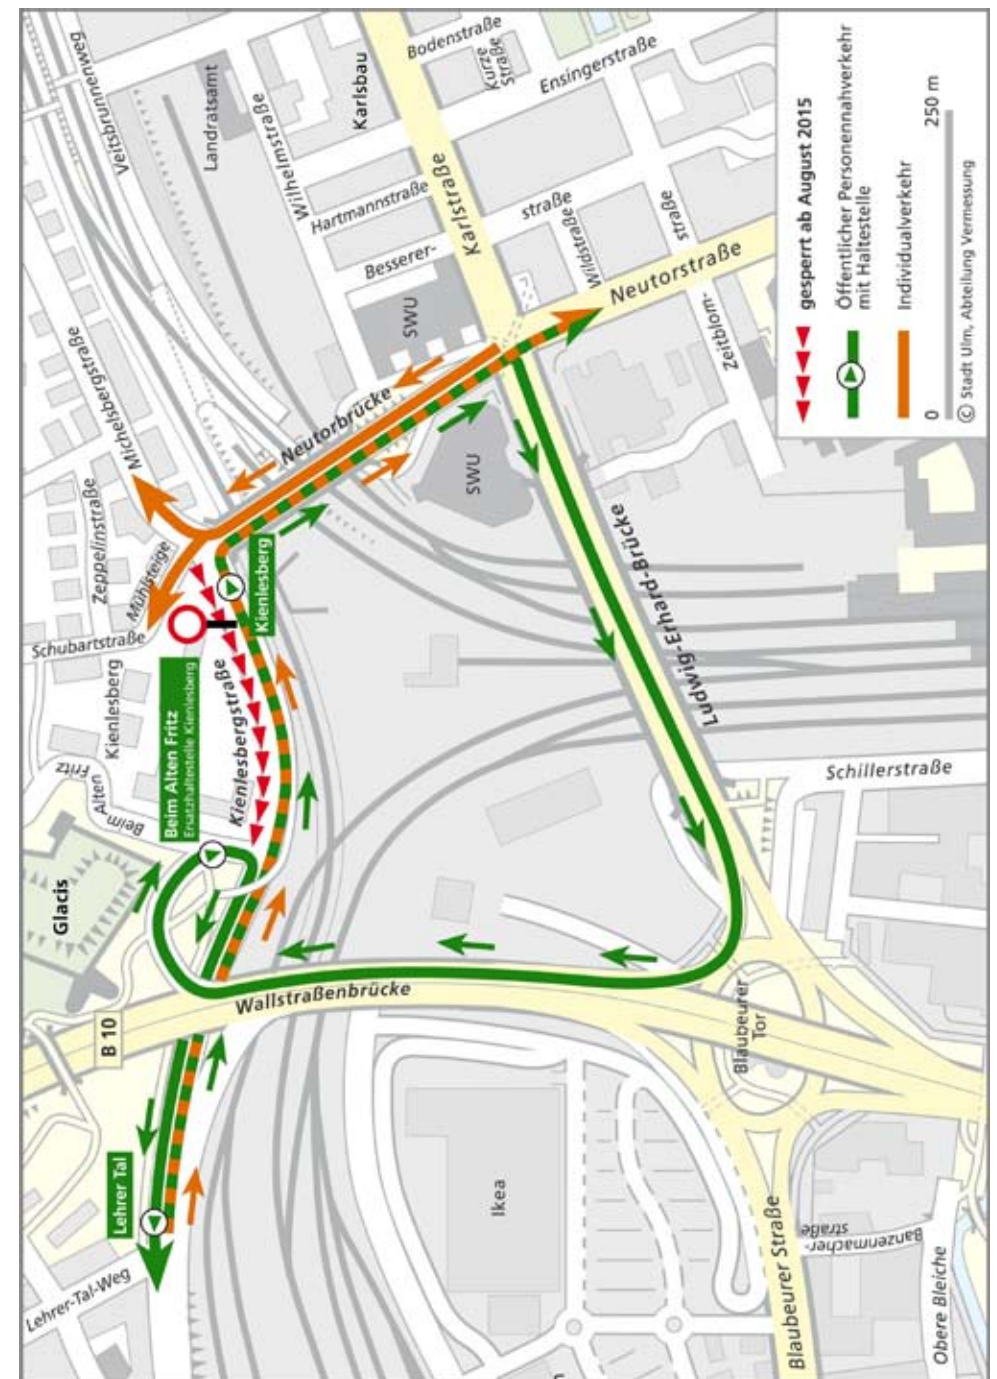 Lehrer-Tal-Weg
Lehrer Tal
B 10
Glacis
Beim
Alten
Fritz
Kienlesberg
Schubartstraße
Zeppelinstraße
Mühlsteige
Michelsbergstraße
Veitsbrunnenweg
Beim Alten Fritz
Ersatzhaltestelle Kienlesberg
Kienlesbergstraße
Kienlesberg
Neutorbrücke
Landratsamt
Wilhelmstraße
Karlsbau
Hartmannstraße
Besserer-
straße
SWU
Karlstraße
Bodenstraße
Kurze
Straße
Ensingerstraße
Wildstraße
Zeitblom-
straße
Neutorstraße
SWU
Ludwig-Erhard-Brücke
Wallstraßenbrücke
Schillerstraße
Blaubeurer
Tor
Ikea
Blaubeurer Straße
Banzenmacher-
straße
Obere Bleiche
gesperrt ab August 2015
Öffentlicher Personennahverkehr
mit Haltestelle
Individualverkehr
0 250 m
© Stadt Ulm, Abteilung Vermessung